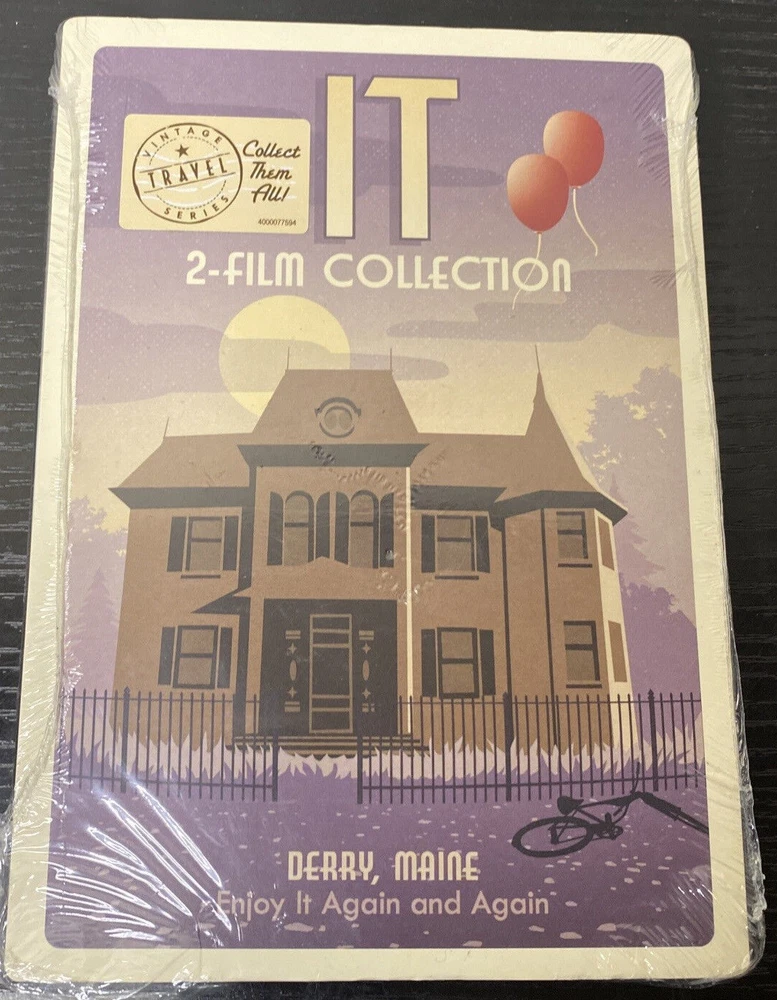 IT
VINTAGE
TRAVEL
SERIES
Collect
Them
All!
4000077594
2-FILM COLLECTION
DERRY, MAINE
Enjoy It Again and Again